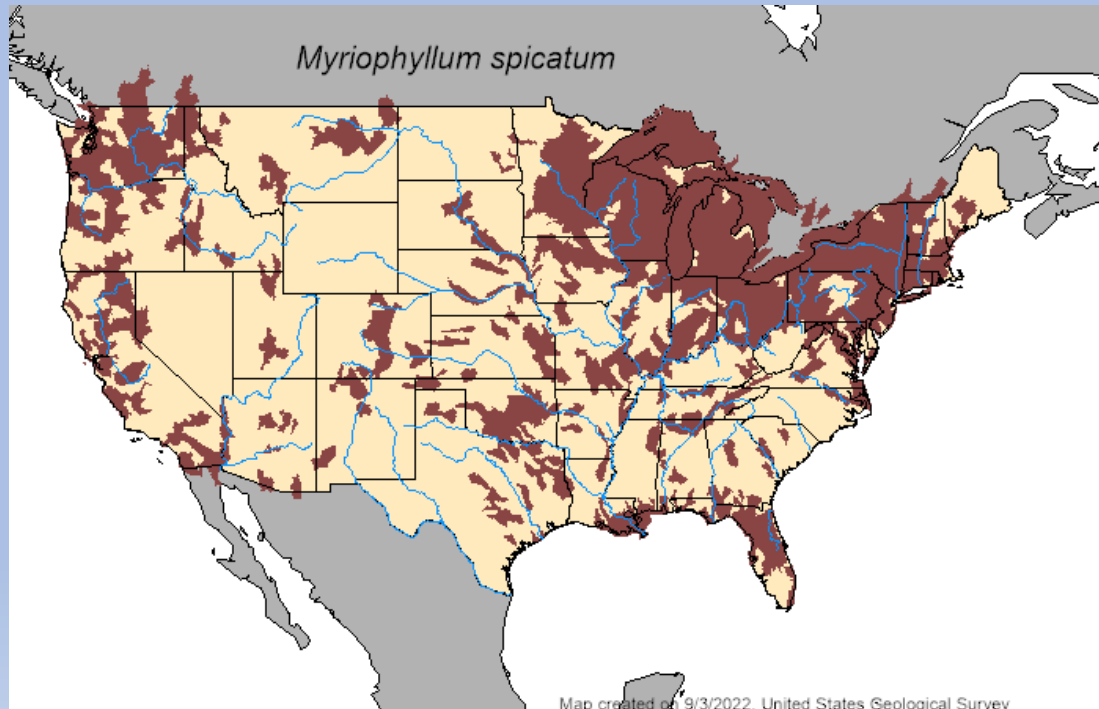 Myriophyllum spicatum
Map created on 9/3/2022. United States Geological Survey